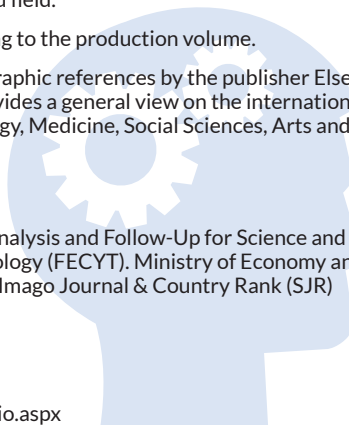 d field.
ng to the production volume.
raphic references by the publisher Else
vides a general view on the internation
gy, Medicine, Social Sciences, Arts and
nalysis and Follow-Up for Science and
ology (FECYT). Ministry of Economy an
Imago Journal & Country Rank (SJR)
io.aspx